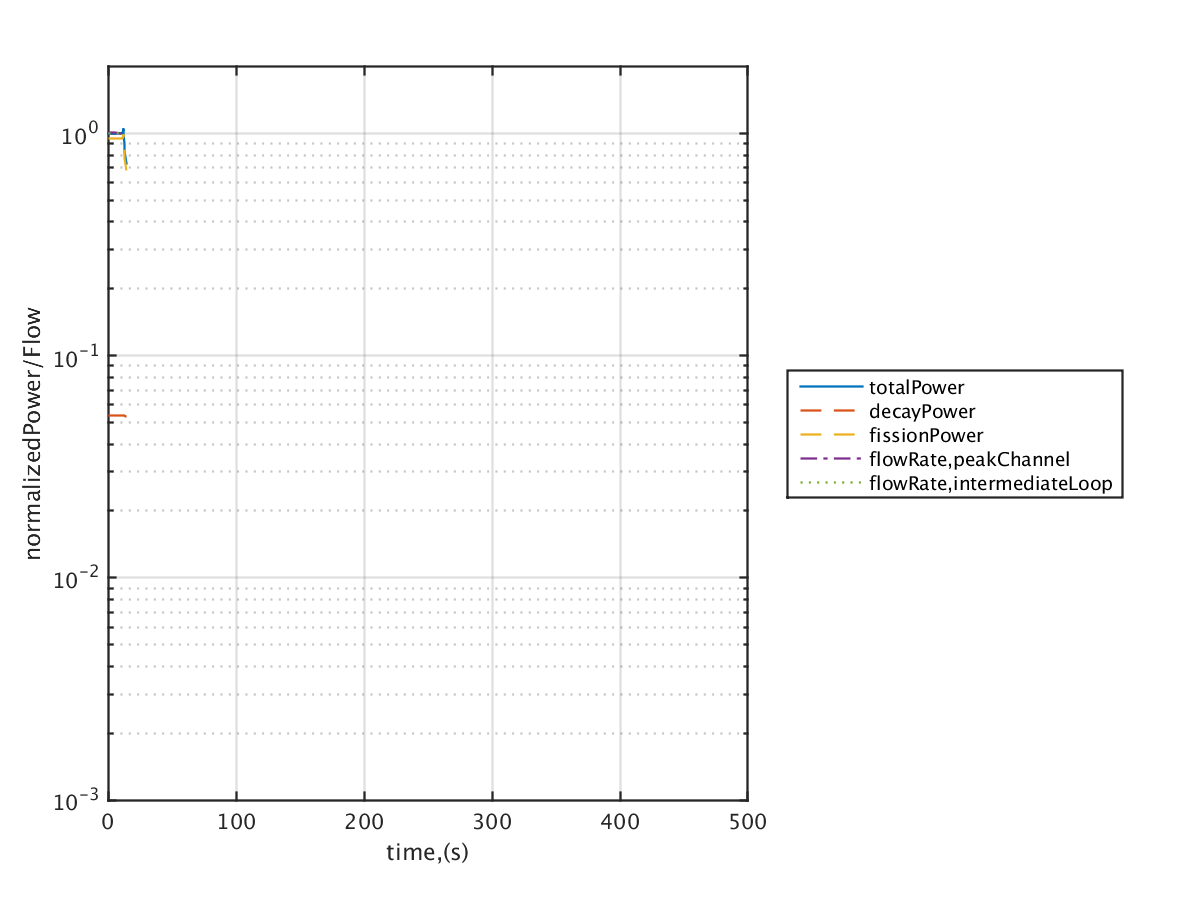 10^0
10^-1
10^-2
10^-3
normalizedPower/Flow
0 100 200 300 400 500
time,(s)
totalPower
decayPower
fissionPower
flowRate,peakChannel
flowRate,intermediateLoop